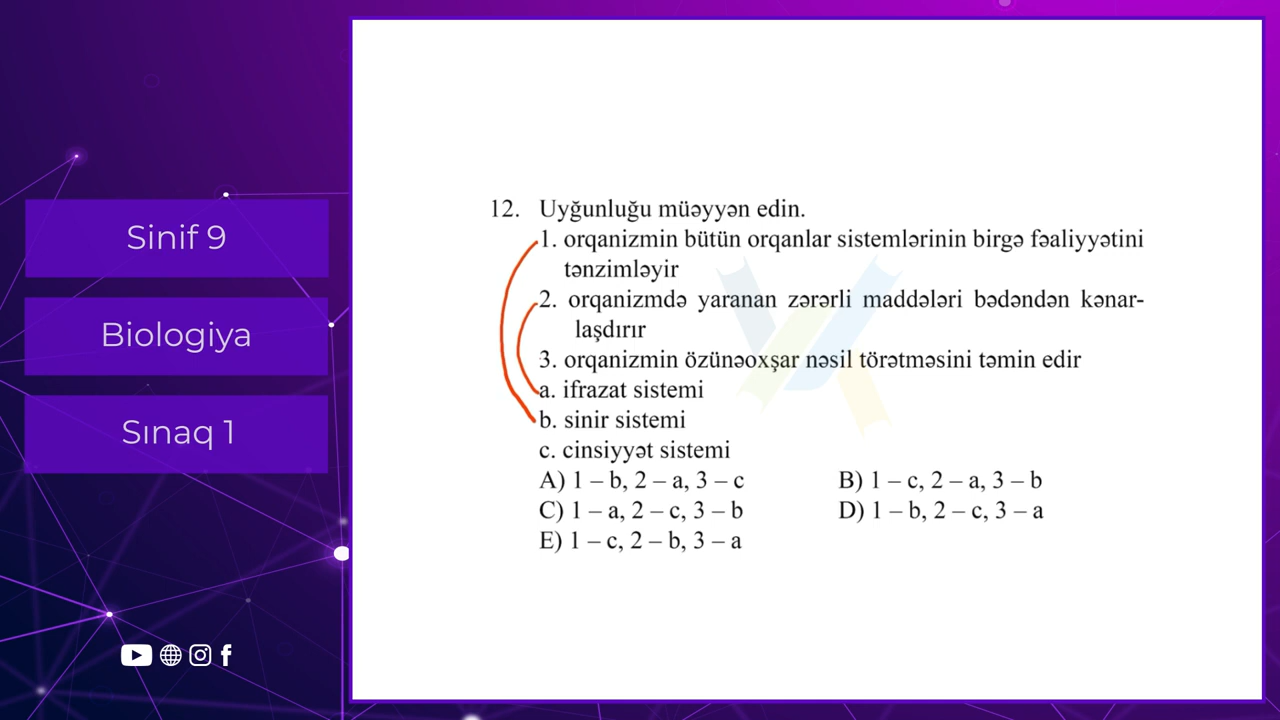 Sinif 9
Biologiya
Sınaq 1
12. Uyğunluğu müəyyən edin.
1. orqanizmin bütün orqanlar sistemlərinin birgə fəaliyyətini
tənzimləyir
2. orqanizmdə yaranan zərərli maddələri bədəndən kənar-
laşdırır
3. orqanizmin özünəoxşar nəsil törətməsini təmin edir
a. ifrazat sistemi
b. sinir sistemi
c. cinsiyyət sistemi
A) 1 – b, 2 – a, 3 – c B) 1 – c, 2 – a, 3 – b
C) 1 – a, 2 – c, 3 – b D) 1 – b, 2 – c, 3 – a
E) 1 – c, 2 – b, 3 – a